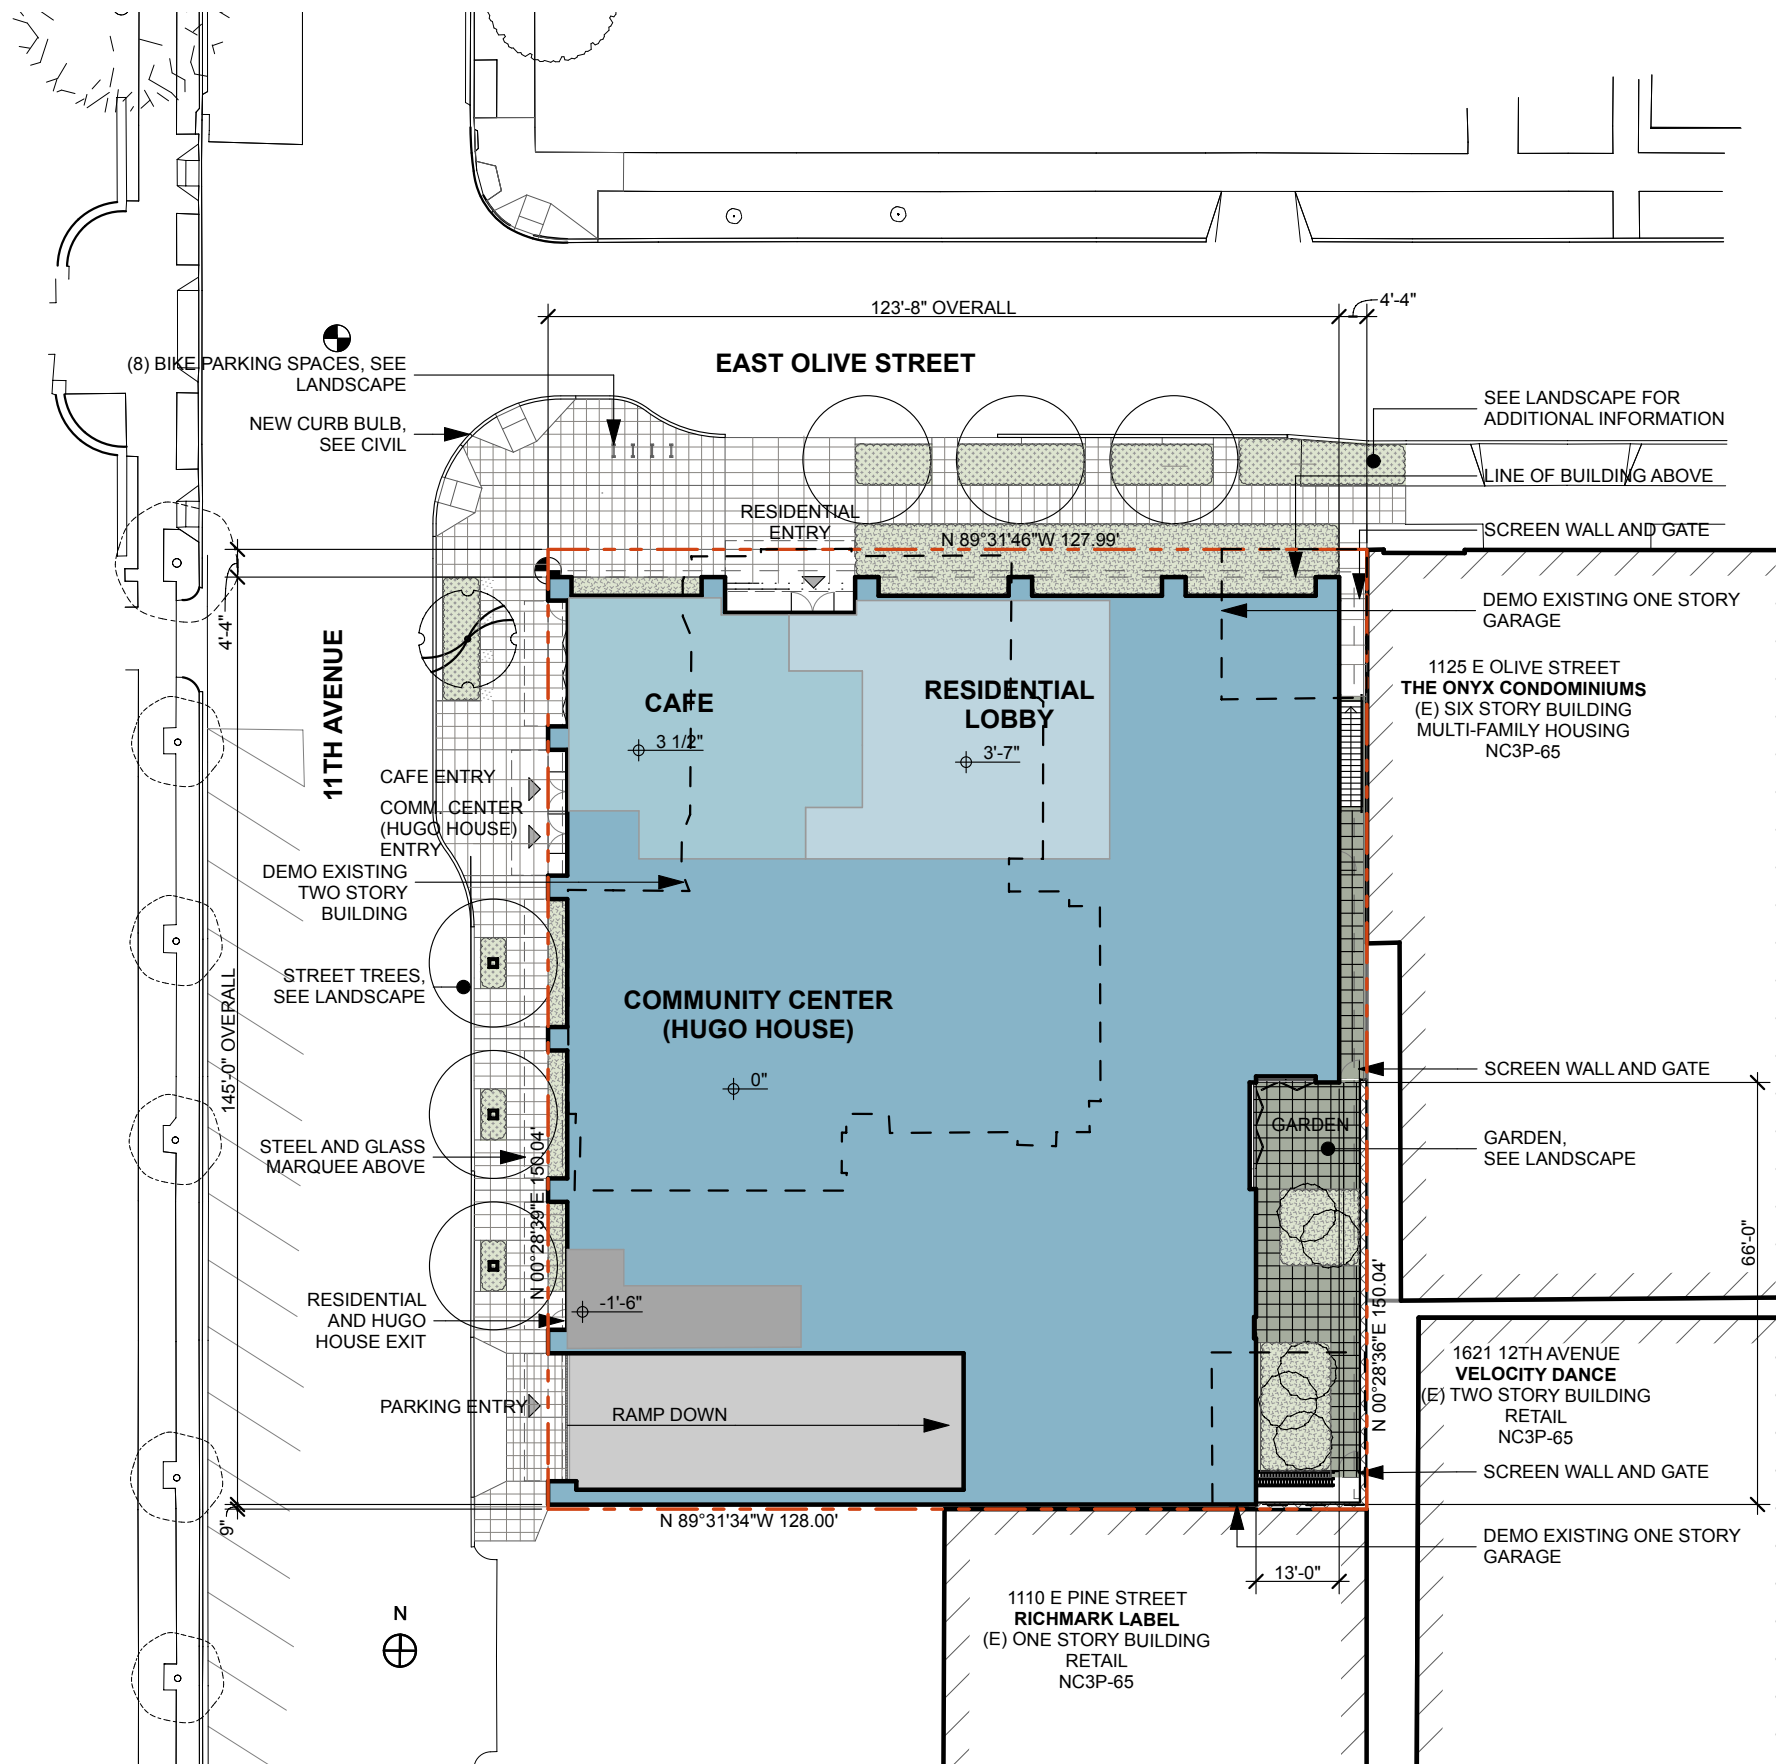 123'-8" OVERALL
4'-4"
EAST OLIVE STREET
(8) BIKE PARKING SPACES, SEE
LANDSCAPE
NEW CURB BULB,
SEE CIVIL
SEE LANDSCAPE FOR
ADDITIONAL INFORMATION
LINE OF BUILDING ABOVE
RESIDENTIAL
ENTRY
N 89°31'46"W 127.99'
SCREEN WALL AND GATE
4'-4"
11TH AVENUE
DEMO EXISTING ONE STORY
GARAGE
1125 E OLIVE STREET
THE ONYX CONDOMINIUMS
(E) SIX STORY BUILDING
MULTI-FAMILY HOUSING
NC3P-65
CAFE
3 1/2"
RESIDENTIAL
LOBBY
3'-7"
CAFE ENTRY
COMM. CENTER
(HUGO HOUSE)
ENTRY
DEMO EXISTING
TWO STORY
BUILDING
STREET TREES,
SEE LANDSCAPE
145'-0" OVERALL
COMMUNITY CENTER
(HUGO HOUSE)
0"
SCREEN WALL AND GATE
STEEL AND GLASS
MARQUEE ABOVE
N 00°28'39"E 150.04'
GARDEN
GARDEN,
SEE LANDSCAPE
66'-0"
N 00°28'36"E 150.04'
RESIDENTIAL
AND HUGO
HOUSE EXIT
-1'-6"
PARKING ENTRY
RAMP DOWN
1621 12TH AVENUE
VELOCITY DANCE
(E) TWO STORY BUILDING
RETAIL
NC3P-65
SCREEN WALL AND GATE
9"
N 89°31'34"W 128.00'
DEMO EXISTING ONE STORY
GARAGE
13'-0"
1110 E PINE STREET
RICHMARK LABEL
(E) ONE STORY BUILDING
RETAIL
NC3P-65
N